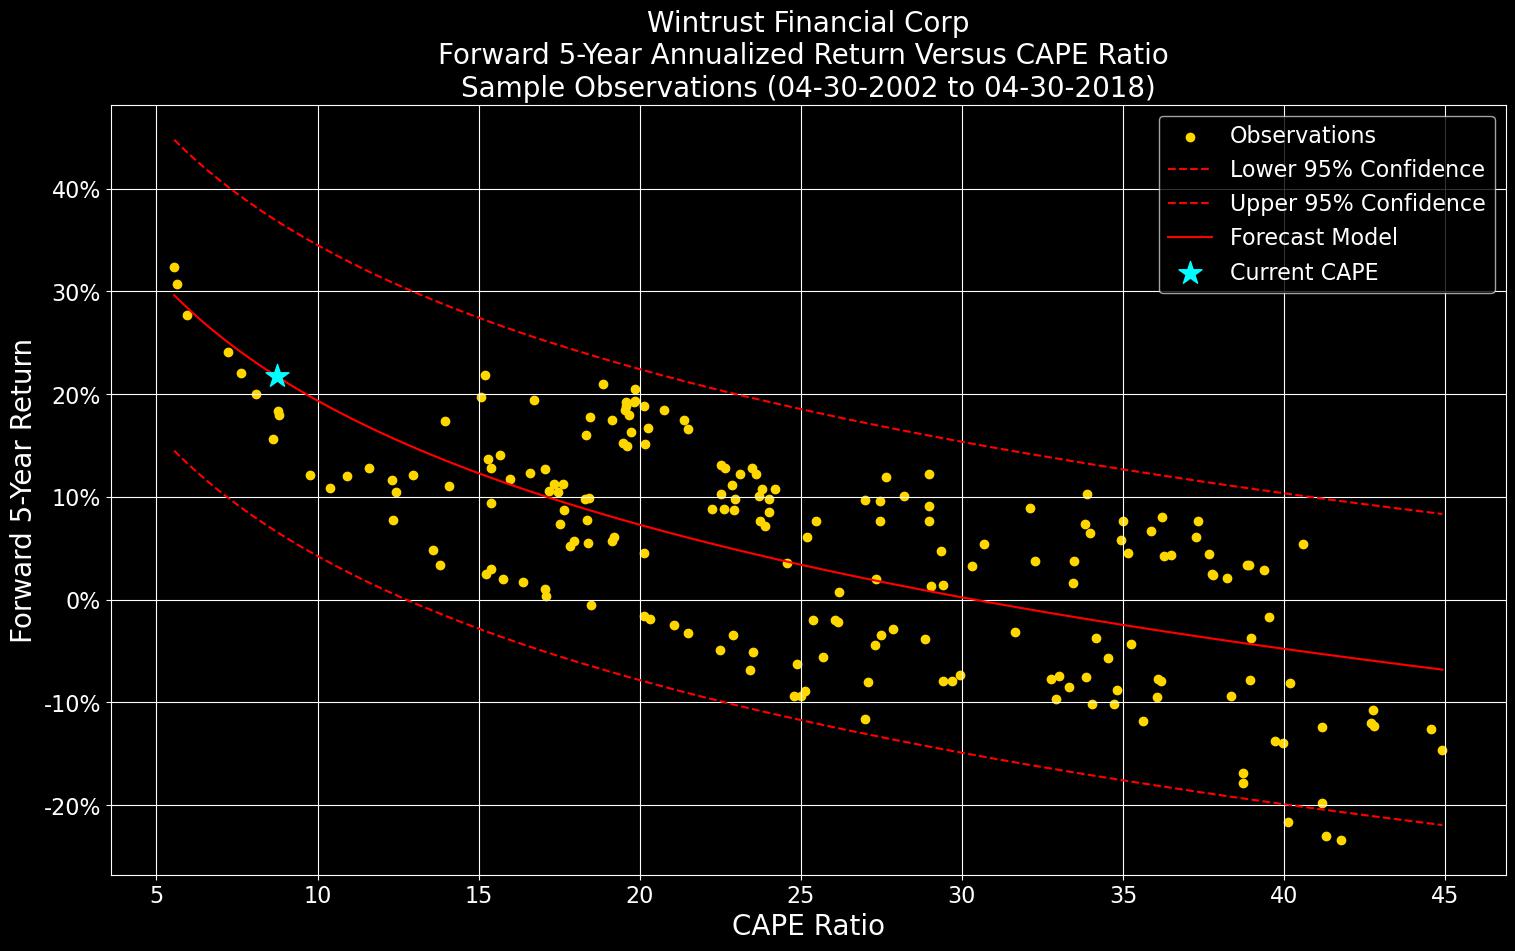 Wintrust Financial Corp
Forward 5-Year Annualized Return Versus CAPE Ratio
Sample Observations (04-30-2002 to 04-30-2018)
Observations
Lower 95% Confidence
Upper 95% Confidence
Forecast Model
Current CAPE
Forward 5-Year Return
40%
30%
20%
10%
0%
-10%
-20%
5 10 15 20 25 30 35 40 45
CAPE Ratio